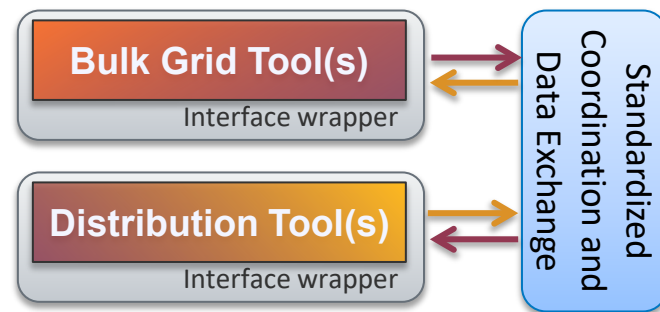 Bulk Grid Tool(s)
Interface wrapper
Distribution Tool(s)
Interface wrapper
Standardized
Coordination and
Data Exchange